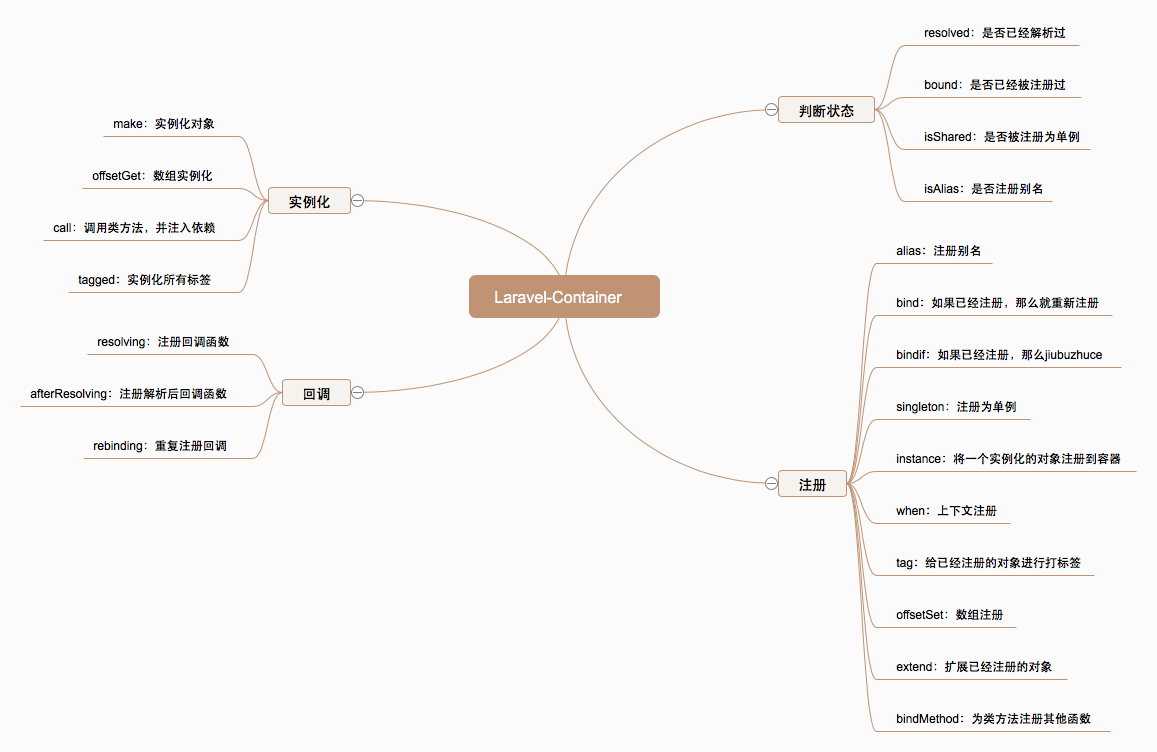 Laravel-Container
判断状态
resolved：是否已经解析过
bound：是否已经被注册过
isShared：是否被注册为单例
isAlias：是否注册别名
注册
alias：注册别名
bind：如果已经注册，那么就重新注册
bindif：如果已经注册，那么jiubuzhuce
singleton：注册为单例
instance：将一个实例化的对象注册到容器
when：上下文注册
tag：给已经注册的对象进行打标签
offsetSet：数组注册
extend：扩展已经注册的对象
bindMethod：为类方法注册其他函数
实例化
make：实例化对象
offsetGet：数组实例化
call：调用类方法，并注入依赖
tagged：实例化所有标签
回调
resolving：注册回调函数
afterResolving：注册解析后回调函数
rebinding：重复注册回调